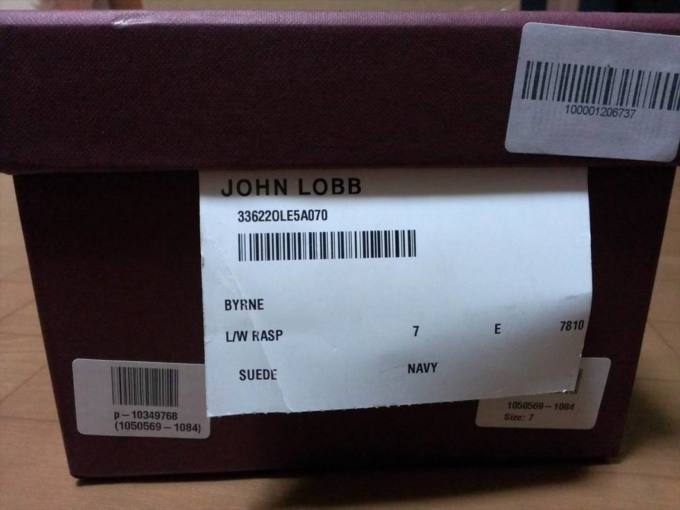 100001206737
JOHN LOBB
336220LE5A070
BYRNE
L/W RASP 7 E 7810
SUEDE NAVY
p-10349768
(1050569-1084)
1050569-1084
Size: 7